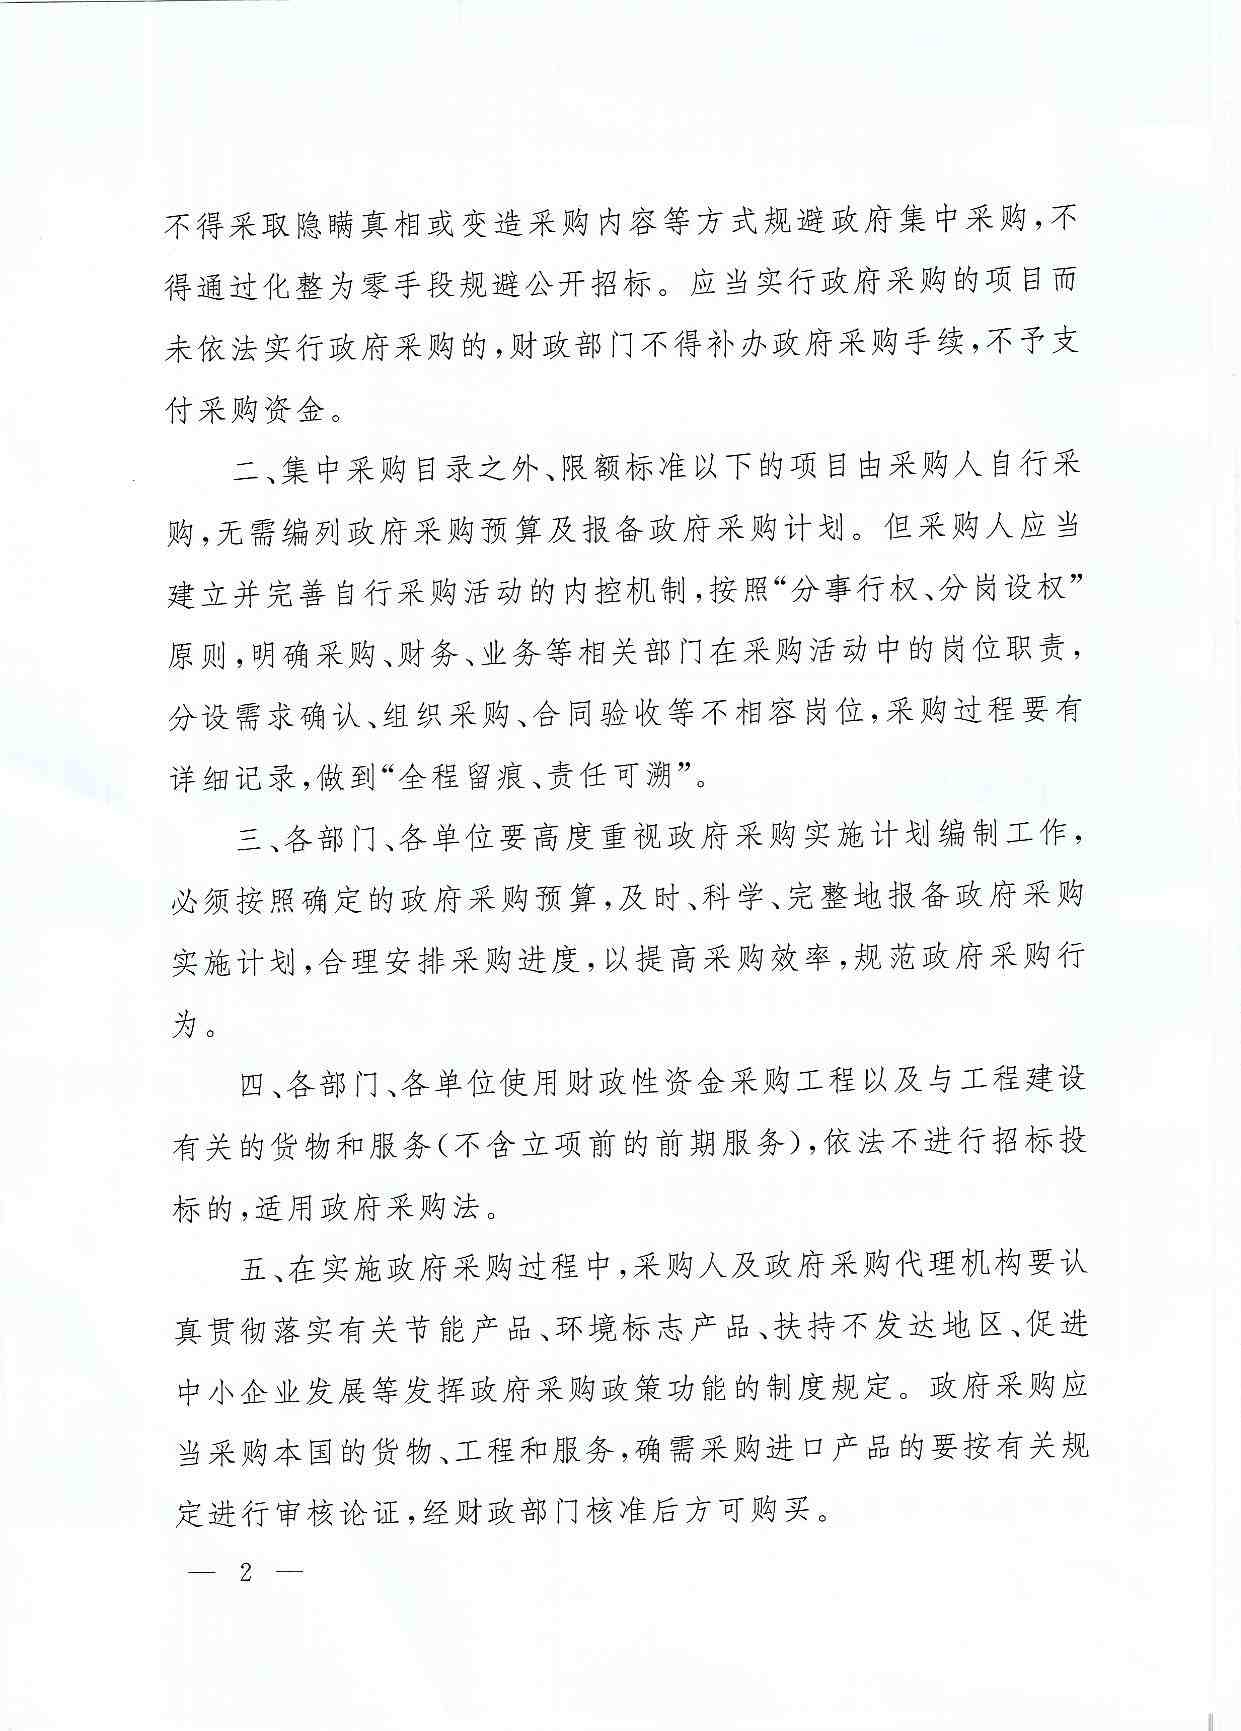 不得采取隐瞒真相或变造采购内容等方式规避政府集中采购,不
得通过化整为零手段规避公开招标。应当实行政府采购的项目而
未依法实行政府采购的,财政部门不得补办政府采购手续,不予支
付采购资金。
二、集中采购目录之外、限额标准以下的项目由采购人自行采
购,无需编列政府采购预算及报备政府采购计划。但采购人应当
建立并完善自行采购活动的内控机制,按照“分事行权、分岗设权”
原则,明确采购、财务、业务等相关部门在采购活动中的岗位职责,
分设需求确认、组织采购、合同验收等不相容岗位,采购过程要有
详细记录,做到“全程留痕、责任可溯”。
三、各部门、各单位要高度重视政府采购实施计划编制工作,
必须按照确定的政府采购预算,及时、科学、完整地报备政府采购
实施计划,合理安排采购进度,以提高采购效率,规范政府采购行
为。
四、各部门、各单位使用财政性资金采购工程以及与工程建设
有关的货物和服务(不含立项前的前期服务),依法不进行招标投
标的,适用政府采购法。
五、在实施政府采购过程中,采购人及政府采购代理机构要认
真贯彻落实有关节能产品、环境标志产品、扶持不发达地区、促进
中小企业发展等发挥政府采购政策功能的制度规定。政府采购应
当采购本国的货物、工程和服务,确需采购进口产品的要按有关规
定进行审核论证,经财政部门核准后方可购买。
— 2 —